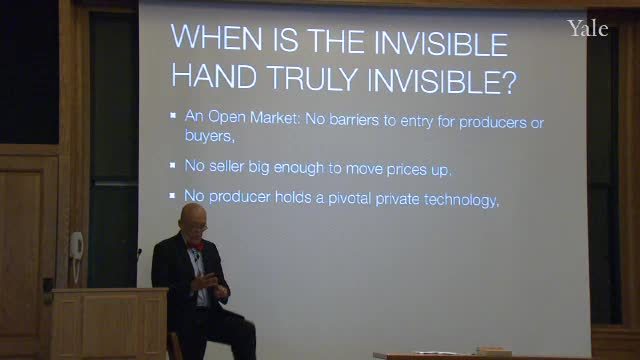 Yale
WHEN IS THE INVISIBLE
HAND TRULY INVISIBLE?
An Open Market: No barriers to entry for producers or
buyers,
No seller big enough to move prices up.
No producer holds a pivotal private technology,